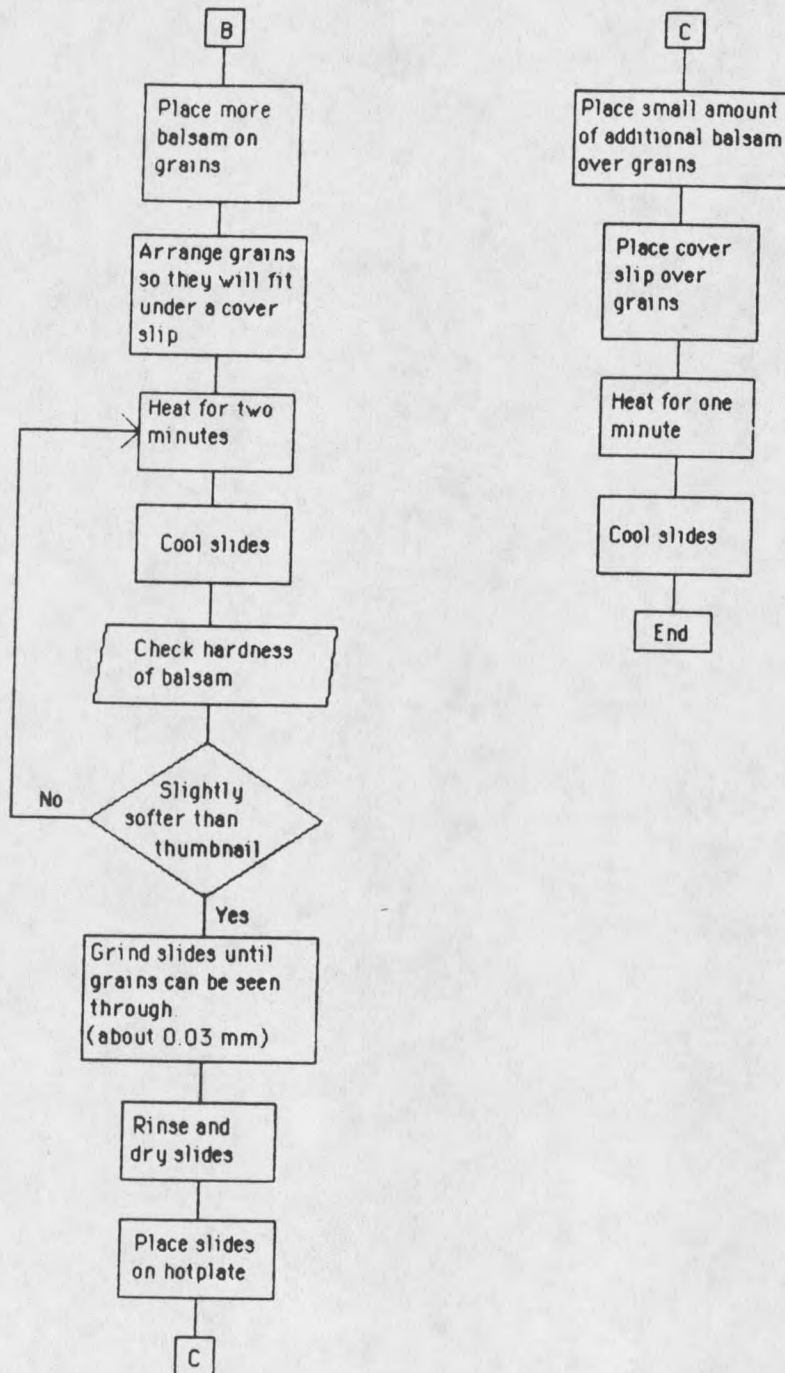 B
Place more
balsam on
grains
Arrange grains
so they will fit
under a cover
slip
Heat for two
minutes
Cool slides
Check hardness
of balsam
Slightly
softer than
thumbnail
No
Yes
Grind slides until
grains can be seen
through
(about 0.03 mm)
Rinse and
dry slides
Place slides
on hotplate
C
C
Place small amount
of additional balsam
over grains
Place cover
slip over
grains
Heat for one
minute
Cool slides
End